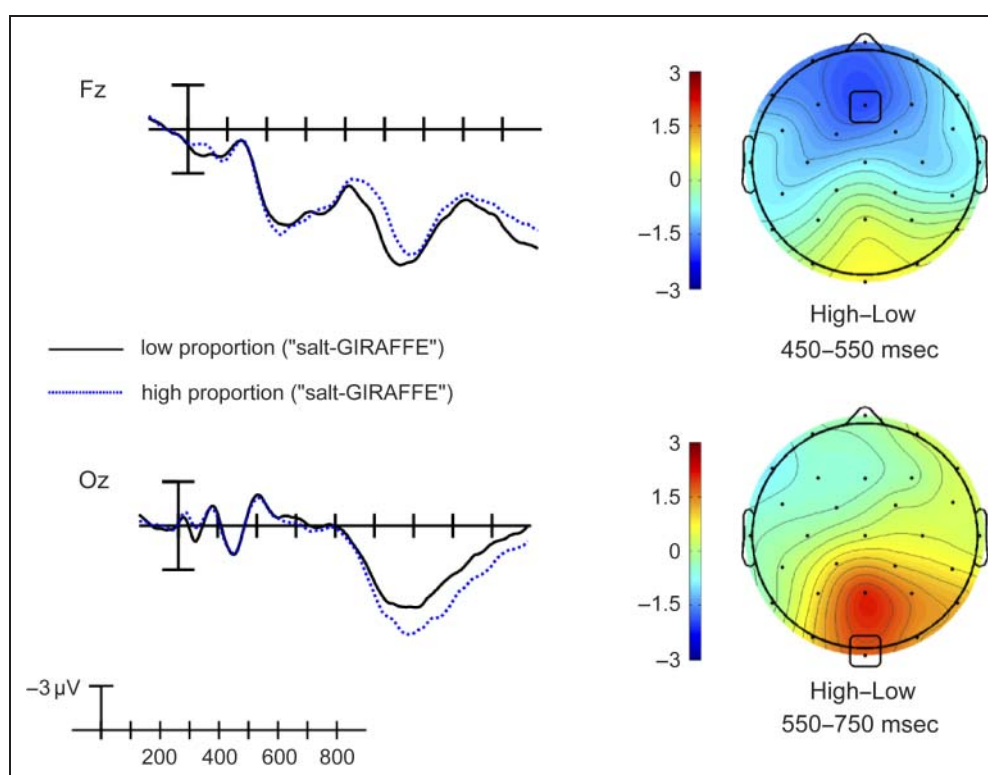 Fz
3
1.5
0
−1.5
−3
High–Low
450–550 msec
low proportion ("salt-GIRAFFE")
high proportion ("salt-GIRAFFE")
Oz
3
1.5
0
−1.5
−3
High–Low
550–750 msec
−3 µV
200 400 600 800